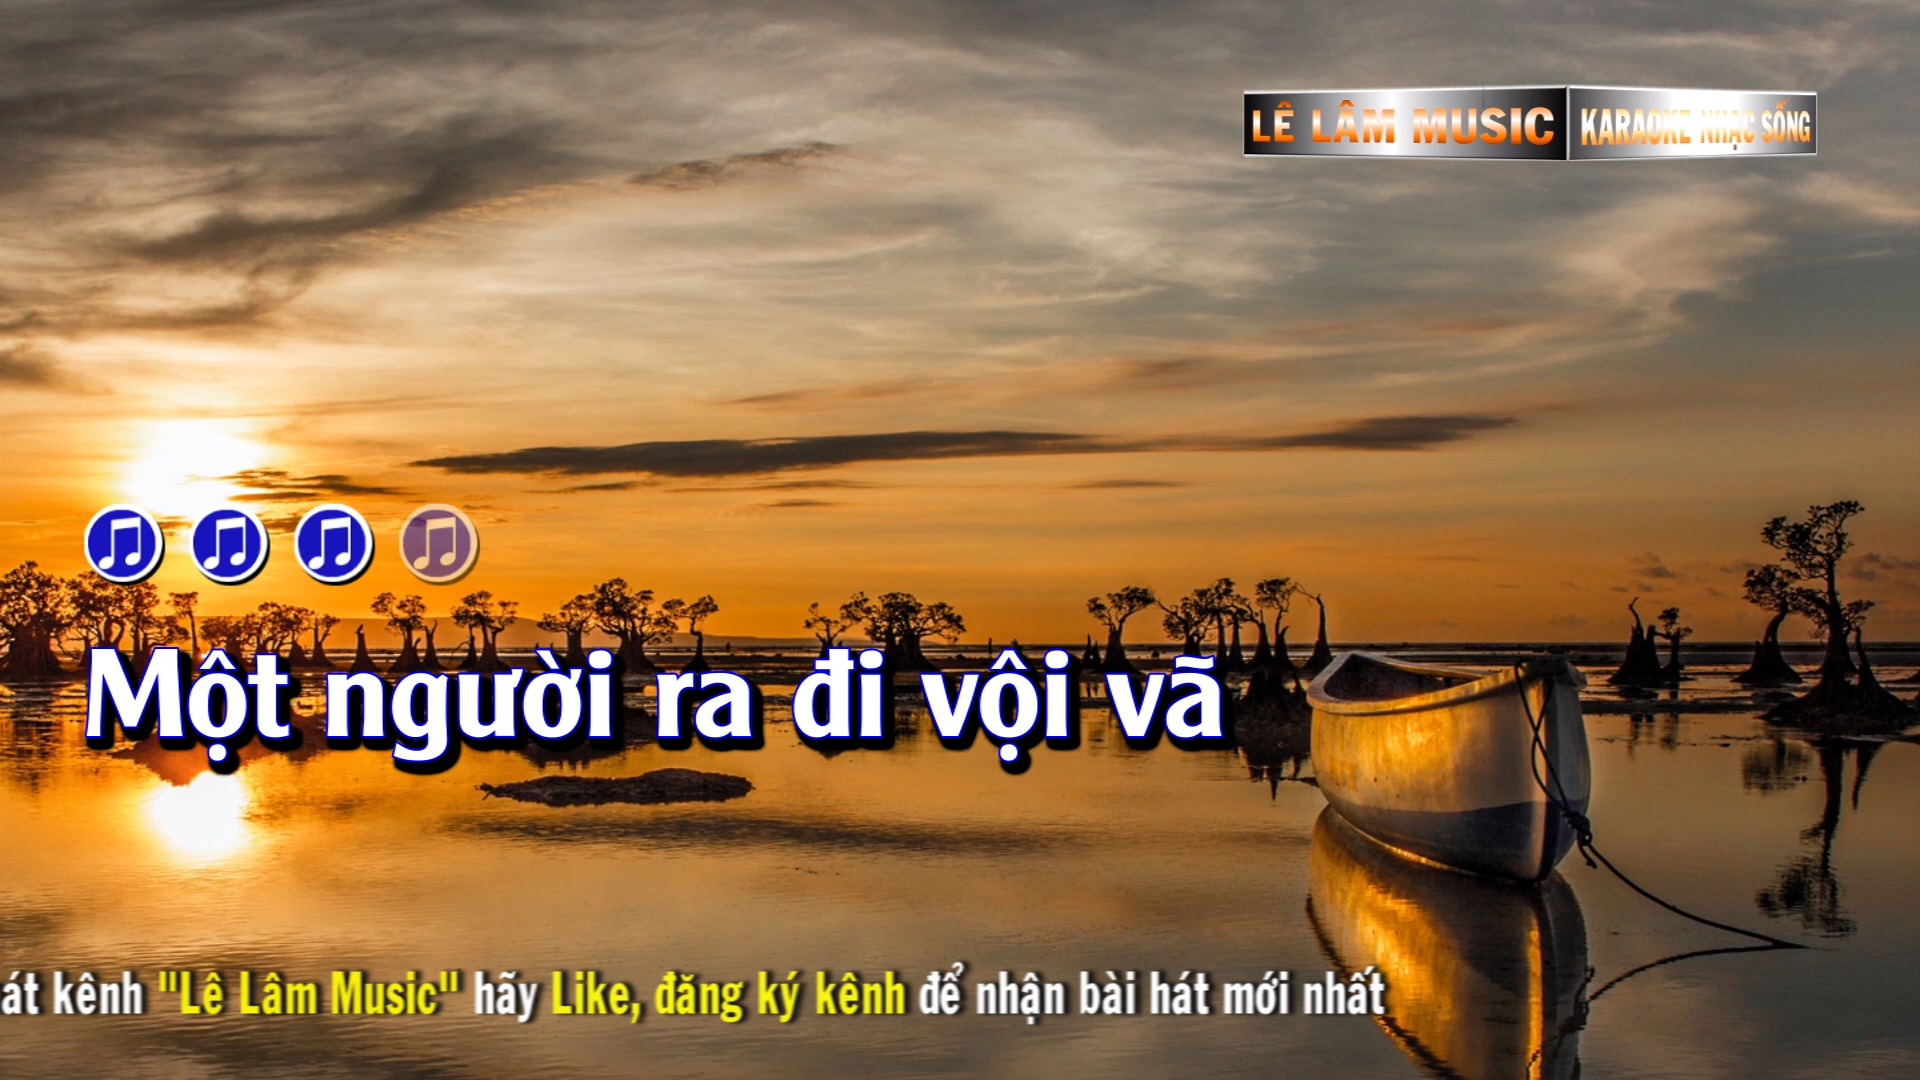 LÊ LÂM MUSIC KARAOKE NHẠC SỐNG
Một người ra đi vội vã
át kênh "Lê Lâm Music" hãy Like, đăng ký kênh để nhận bài hát mới nhất